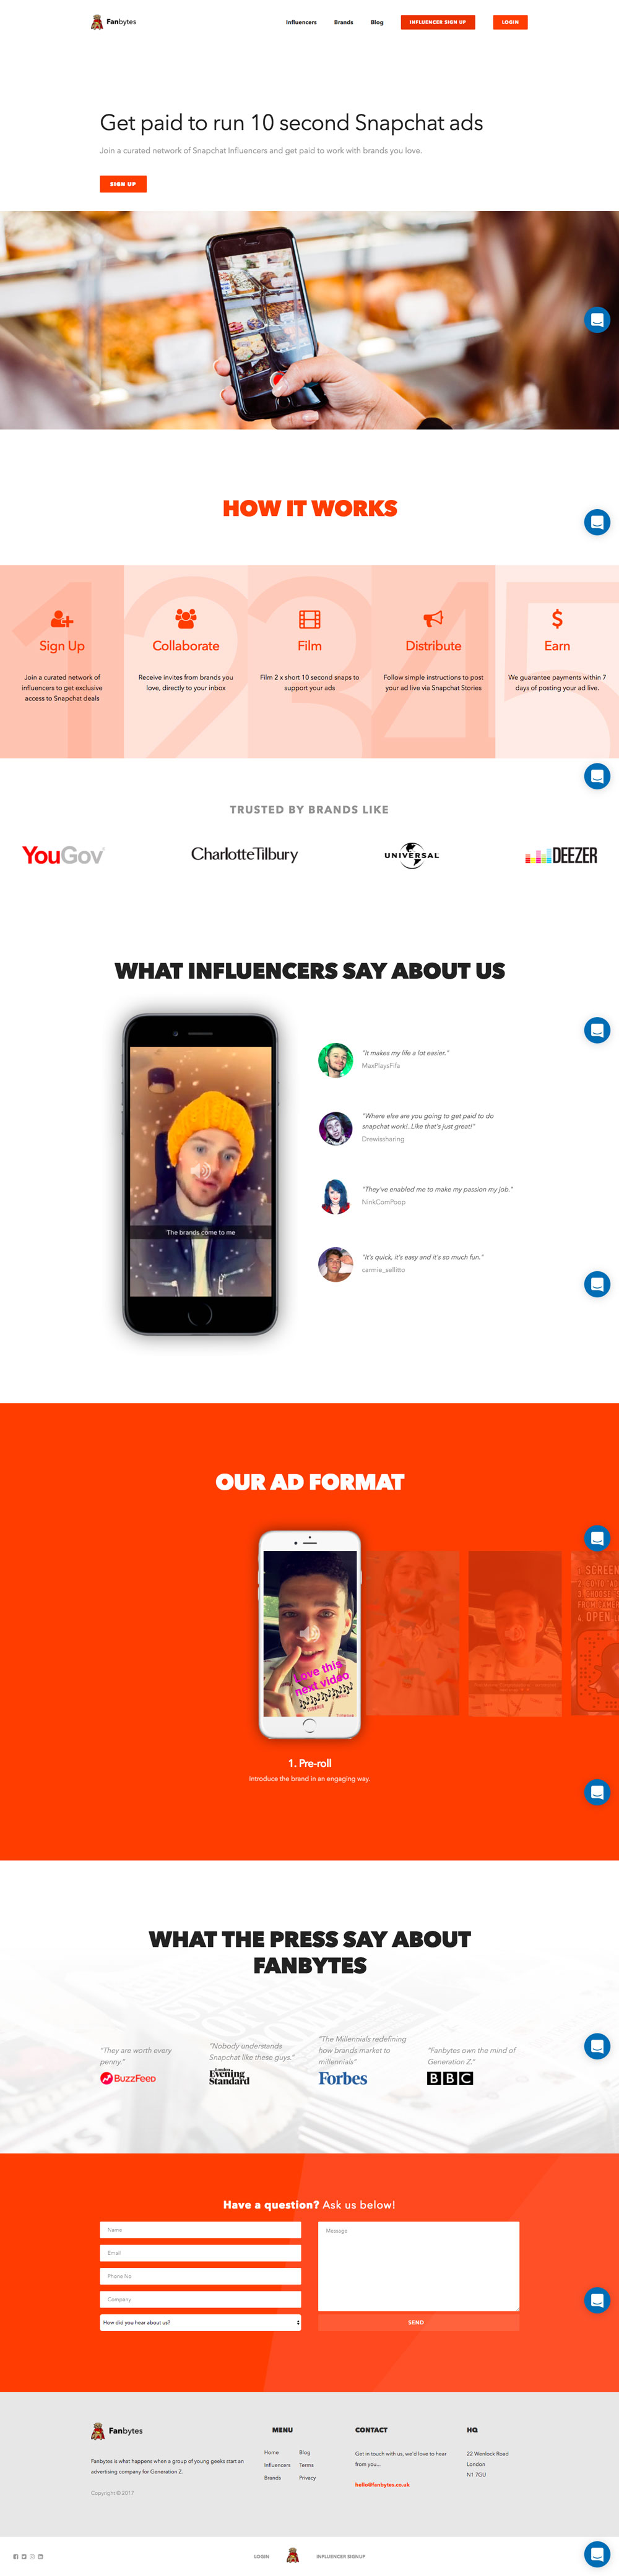 Fanbytes
Influencers
Brands
Blog
INFLUENCER SIGN UP
LOGIN
Get paid to run 10 second Snapchat ads
Join a curated network of Snapchat Influencers and get paid to work with brands you love.
SIGN UP
HOW IT WORKS
1
Sign Up
Join a curated network of
influencers to get exclusive
access to Snapchat deals
2
Collaborate
Receive invites from brands you
love, directly to your inbox
3
Film
Film 2 x short 10 second snaps to
support your ads
4
Distribute
Follow simple instructions to post
your ad live via Snapchat Stories
5
Earn
We guarantee payments within 7
days of posting your ad live.
TRUSTED BY BRANDS LIKE
YouGov
CharlotteTilbury
UNIVERSAL
DEEZER
WHAT INFLUENCERS SAY ABOUT US
The brands come to me
"It makes my life a lot easier."
MaxPlaysFifa
"Where else are you going to get paid to do
snapchat work!..Like that's just great!"
Drewissharing
"They've enabled me to make my passion my job."
NinkComPoop
"It's quick, it's easy and it's so much fun."
carmie_sellitto
OUR AD FORMAT
Love this
next video
1. SCREEN
4. OPEN
1. Pre-roll
Introduce the brand in an engaging way.
WHAT THE PRESS SAY ABOUT
FANBYTES
"They are worth every
penny."
BuzzFeed
"Nobody understands
Snapchat like these guys."
London
Evening
Standard
"The Millennials redefining
how brands market to
millennials"
Forbes
"Fanbytes own the mind of
Generation Z."
BBC
Have a question? Ask us below!
Name
Email
Phone No
Company
How did you hear about us?
Message
SEND
Fanbytes
Fanbytes is what happens when a group of young geeks start an
advertising company for Generation Z.
Copyright © 2017
MENU
Home
Blog
Influencers
Terms
Brands
Privacy
CONTACT
Get in touch with us, we'd love to hear
from you...
hello@fanbytes.co.uk
HQ
22 Wenlock Road
London
N1 7GU
LOGIN
INFLUENCER SIGNUP